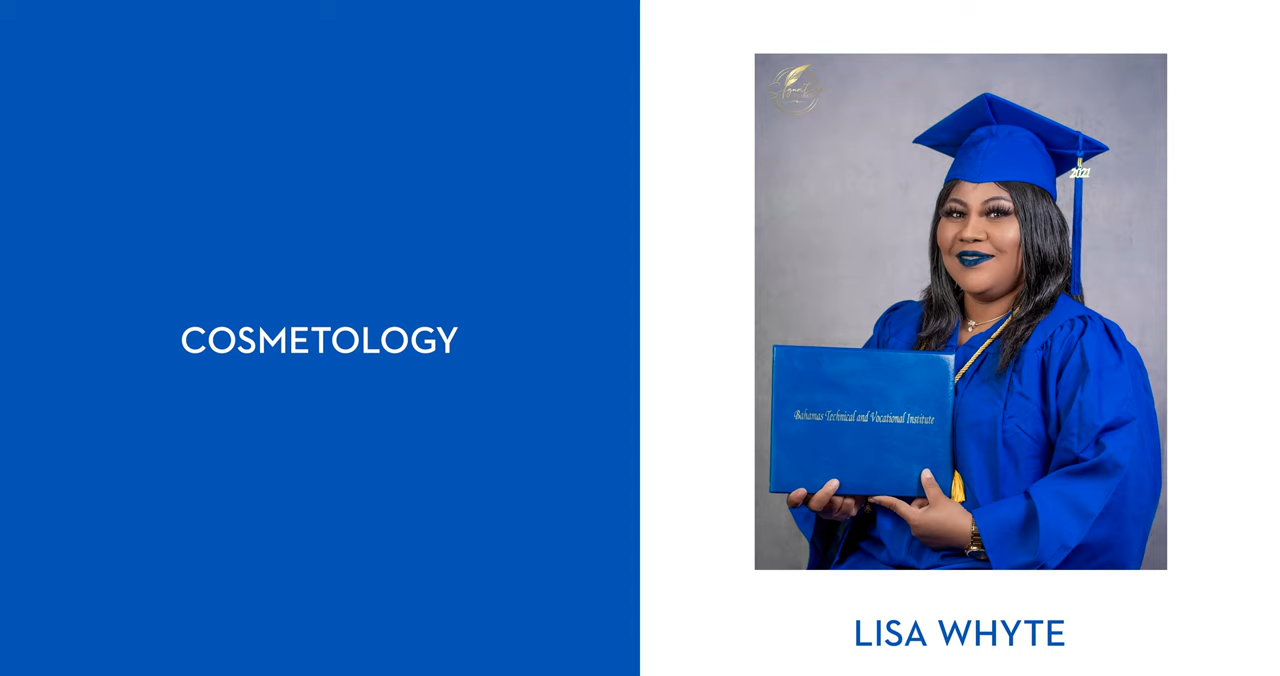 COSMETOLOGY
2021
Bahamas Technical and Vocational Institute
LISA WHYTE